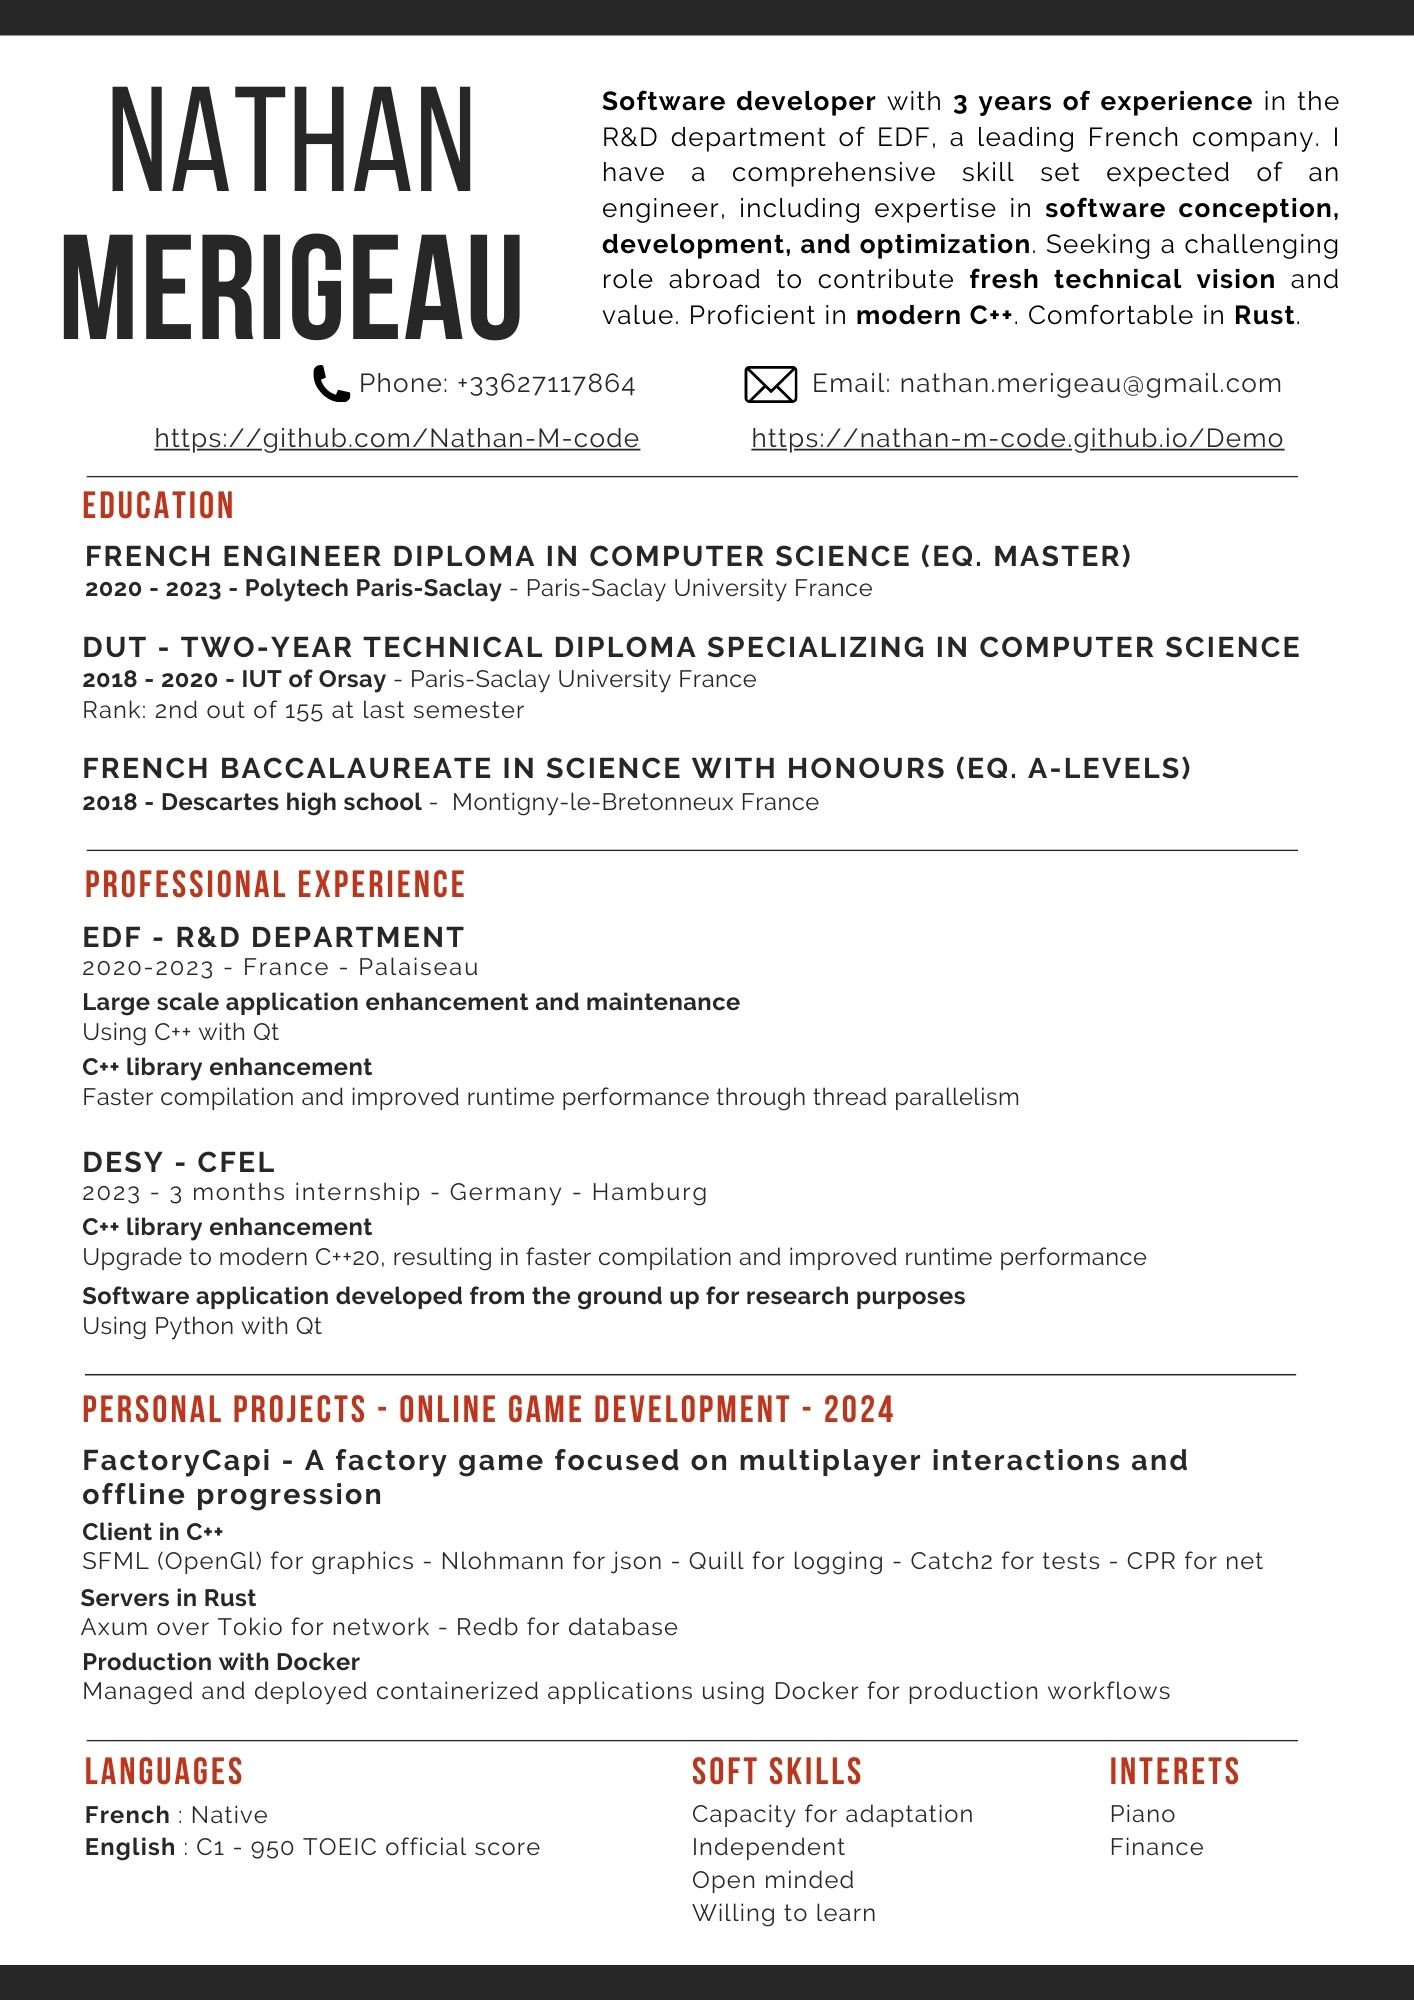 NATHAN
MERIGEAU
Software developer with 3 years of experience in the
R&D department of EDF, a leading French company. I
have a comprehensive skill set expected of an
engineer, including expertise in software conception,
development, and optimization. Seeking a challenging
role abroad to contribute fresh technical vision and
value. Proficient in modern C++. Comfortable in Rust.
Phone: +33627117864
Email: nathan.merigeau@gmail.com
https://github.com/Nathan-M-code
https://nathan-m-code.github.io/Demo
EDUCATION
FRENCH ENGINEER DIPLOMA IN COMPUTER SCIENCE (EQ. MASTER)
2020 - 2023 - Polytech Paris-Saclay - Paris-Saclay University France
DUT - TWO-YEAR TECHNICAL DIPLOMA SPECIALIZING IN COMPUTER SCIENCE
2018 - 2020 - IUT of Orsay - Paris-Saclay University France
Rank: 2nd out of 155 at last semester
FRENCH BACCALAUREATE IN SCIENCE WITH HONOURS (EQ. A-LEVELS)
2018 - Descartes high school - Montigny-le-Bretonneux France
PROFESSIONAL EXPERIENCE
EDF - R&D DEPARTMENT
2020-2023 - France - Palaiseau
Large scale application enhancement and maintenance
Using C++ with Qt
C++ library enhancement
Faster compilation and improved runtime performance through thread parallelism
DESY - CFEL
2023 - 3 months internship - Germany - Hamburg
C++ library enhancement
Upgrade to modern C++20, resulting in faster compilation and improved runtime performance
Software application developed from the ground up for research purposes
Using Python with Qt
PERSONAL PROJECTS - ONLINE GAME DEVELOPMENT - 2024
FactoryCapi - A factory game focused on multiplayer interactions and
offline progression
Client in C++
SFML (OpenGl) for graphics - Nlohmann for json - Quill for logging - Catch2 for tests - CPR for net
Servers in Rust
Axum over Tokio for network - Redb for database
Production with Docker
Managed and deployed containerized applications using Docker for production workflows
LANGUAGES
French : Native
English : C1 - 950 TOEIC official score
SOFT SKILLS
Capacity for adaptation
Independent
Open minded
Willing to learn
INTERETS
Piano
Finance